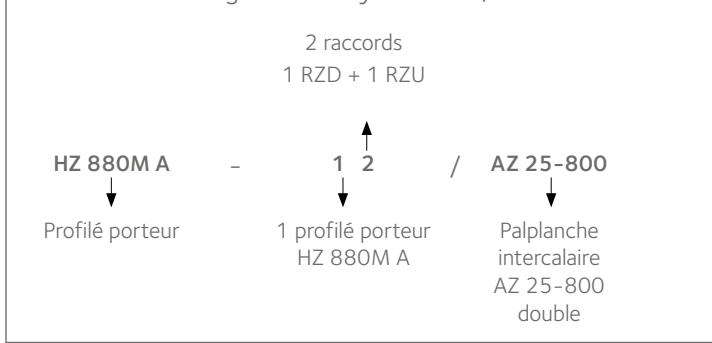 2 raccords
1 RZD + 1 RZU
HZ 880M A – 1 2 / AZ 25-800
Profilé porteur
1 profilé porteur
HZ 880M A
Palplanche
intercalaire
AZ 25-800
double